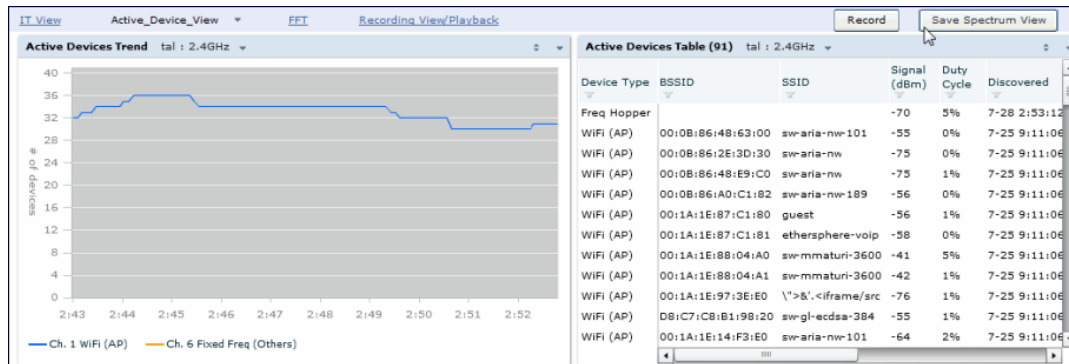 IT View Active_Device_View FFT Recording View/Playback Record Save Spectrum View
Active Devices Trend tal : 2.4GHz
# of devices
40
36
32
28
24
20
16
12
8
4
0
2:43 2:44 2:45 2:46 2:47 2:48 2:49 2:50 2:51 2:52
Ch. 1 WiFi (AP) Ch. 6 Fixed Freq (Others)
Active Devices Table (91) tal : 2.4GHz
Device Type BSSID SSID Signal (dBm) Duty Cycle Discovered
Freq Hopper -70 5% 7-28 2:53:12
WiFi (AP) 00:0B:86:48:63:00 sw-aria-nw-101 -55 0% 7-25 9:11:06
WiFi (AP) 00:0B:86:2E:3D:30 sw-aria-nw -75 0% 7-25 9:11:06
WiFi (AP) 00:0B:86:48:E9:C0 sw-aria-nw -75 1% 7-25 9:11:06
WiFi (AP) 00:0B:86:A0:C1:82 sw-aria-nw-189 -56 0% 7-25 9:11:06
WiFi (AP) 00:1A:1E:87:C1:80 guest -56 1% 7-25 9:11:06
WiFi (AP) 00:1A:1E:87:C1:81 ethersphere-voip -58 0% 7-25 9:11:06
WiFi (AP) 00:1A:1E:88:04:A0 sw-mmaturi-3600 -41 5% 7-25 9:11:06
WiFi (AP) 00:1A:1E:88:04:A1 sw-mmaturi-3600 -42 1% 7-25 9:11:06
WiFi (AP) 00:1A:1E:97:3E:E0 \">&'.<iframe/src -76 1% 7-25 9:11:06
WiFi (AP) D8:C7:C8:B1:98:20 sw-gl-ecdsa-384 -55 1% 7-25 9:11:06
WiFi (AP) 00:1A:1E:14:F3:E0 sw-aria-nw-101 -64 2% 7-25 9:11:06